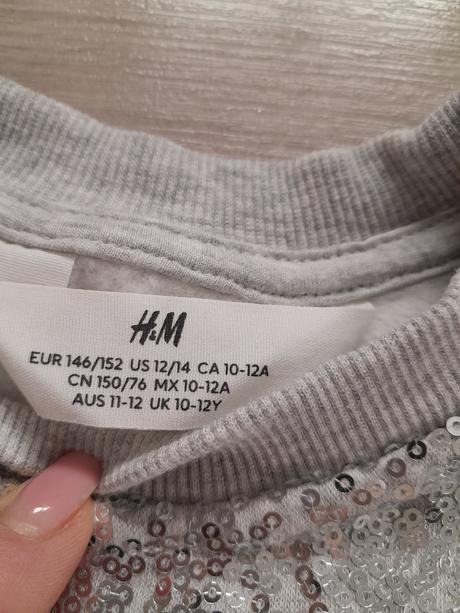 H&M
EUR 146/152 US 12/14 CA 10-12A
CN 150/76 MX 10-12A
AUS 11-12 UK 10-12Y